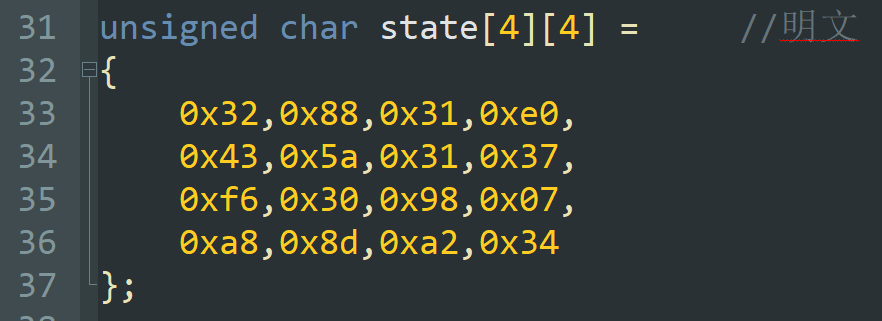 31 unsigned char state[4][4] = //明文
32 {
33 0x32,0x88,0x31,0xe0,
34 0x43,0x5a,0x31,0x37,
35 0xf6,0x30,0x98,0x07,
36 0xa8,0x8d,0xa2,0x34
37 };